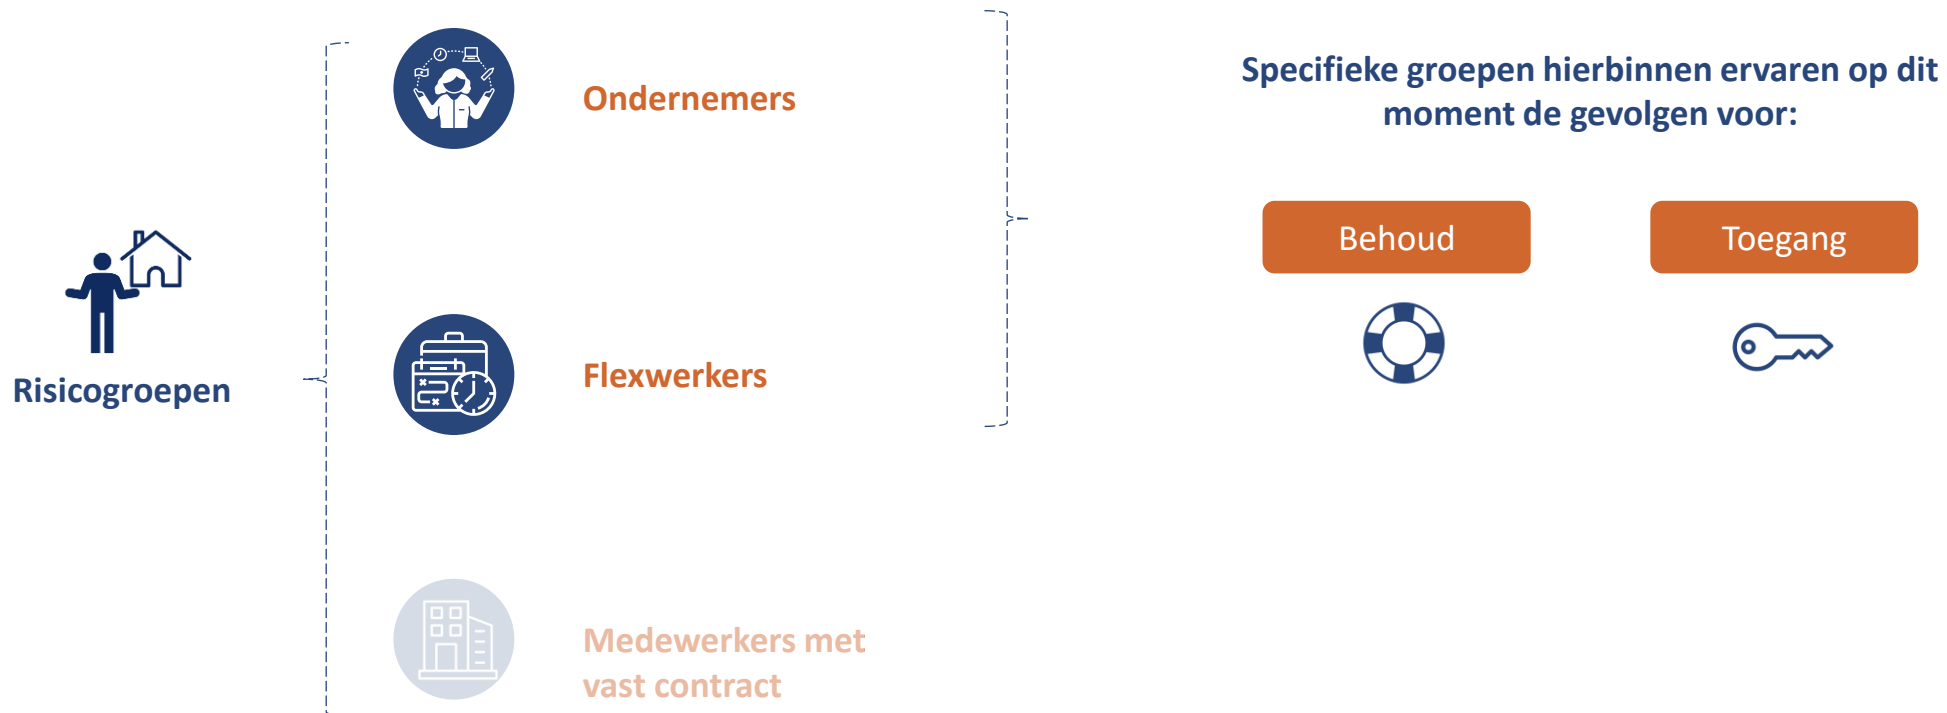 Risicogroepen
Ondernemers
Flexwerkers
Medewerkers met
vast contract
Specifieke groepen hierbinnen ervaren op dit
moment de gevolgen voor:
Behoud
Toegang